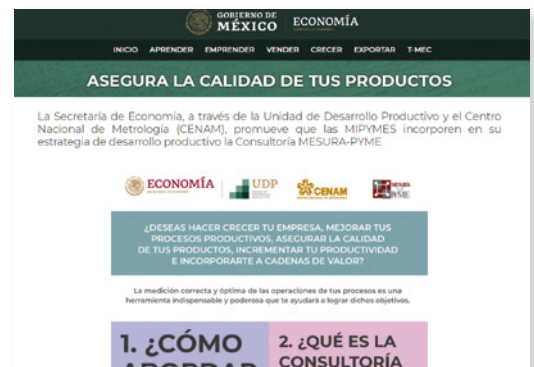 GOBIERNO DE
MÉXICO
ECONOMÍA
INICIO APRENDER EMPRENDER VENDER CRECER EXPORTAR T-MEC
ASEGURA LA CALIDAD DE TUS PRODUCTOS
La Secretaría de Economía, a través de la Unidad de Desarrollo Productivo y el Centro
Nacional de Metrología (CENAM), promueve que las MIPYMES incorporen en su
estrategia de desarrollo productivo la Consultoría MESURA-PYME
ECONOMÍA UDP CENAM MESURA
PYME
¿DESEAS HACER CRECER TU EMPRESA, MEJORAR TUS
PROCESOS PRODUCTIVOS, ASEGURAR LA CALIDAD
DE TUS PRODUCTOS, INCREMENTAR TU PRODUCTIVIDAD
E INCORPORARTE A CADENAS DE VALOR?
La medición correcta y óptima de las operaciones de tus procesos es una
herramienta indispensable y poderosa que te ayudará a lograr dichos objetivos.
1. ¿CÓMO
ABORDAR
2. ¿QUÉ ES LA
CONSULTORÍA